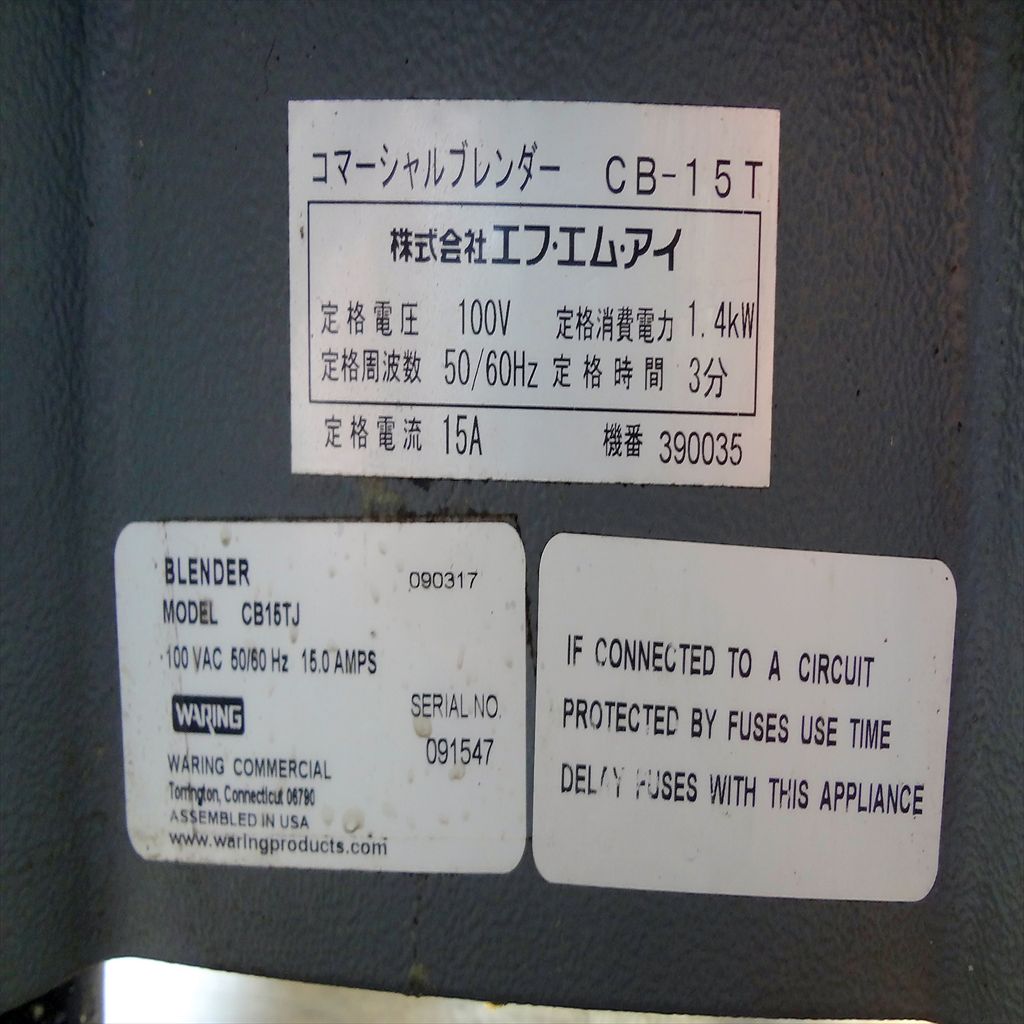 コマーシャルブレンダー CB-15T
株式会社エフ・エム・アイ
定格電圧 100V 定格消費電力 1.4kW
定格周波数 50/60Hz 定格時間 3分
定格電流 15A 機番 390035
BLENDER 090317
MODEL CB15TJ
100 VAC 50/60 Hz 15.0 AMPS
WARING
SERIAL NO.
091547
WARING COMMERCIAL
Torrington, Connecticut 06790
ASSEMBLED IN USA
www.waringproducts.com
IF CONNECTED TO A CIRCUIT
PROTECTED BY FUSES USE TIME
DELAY FUSES WITH THIS APPLIANCE